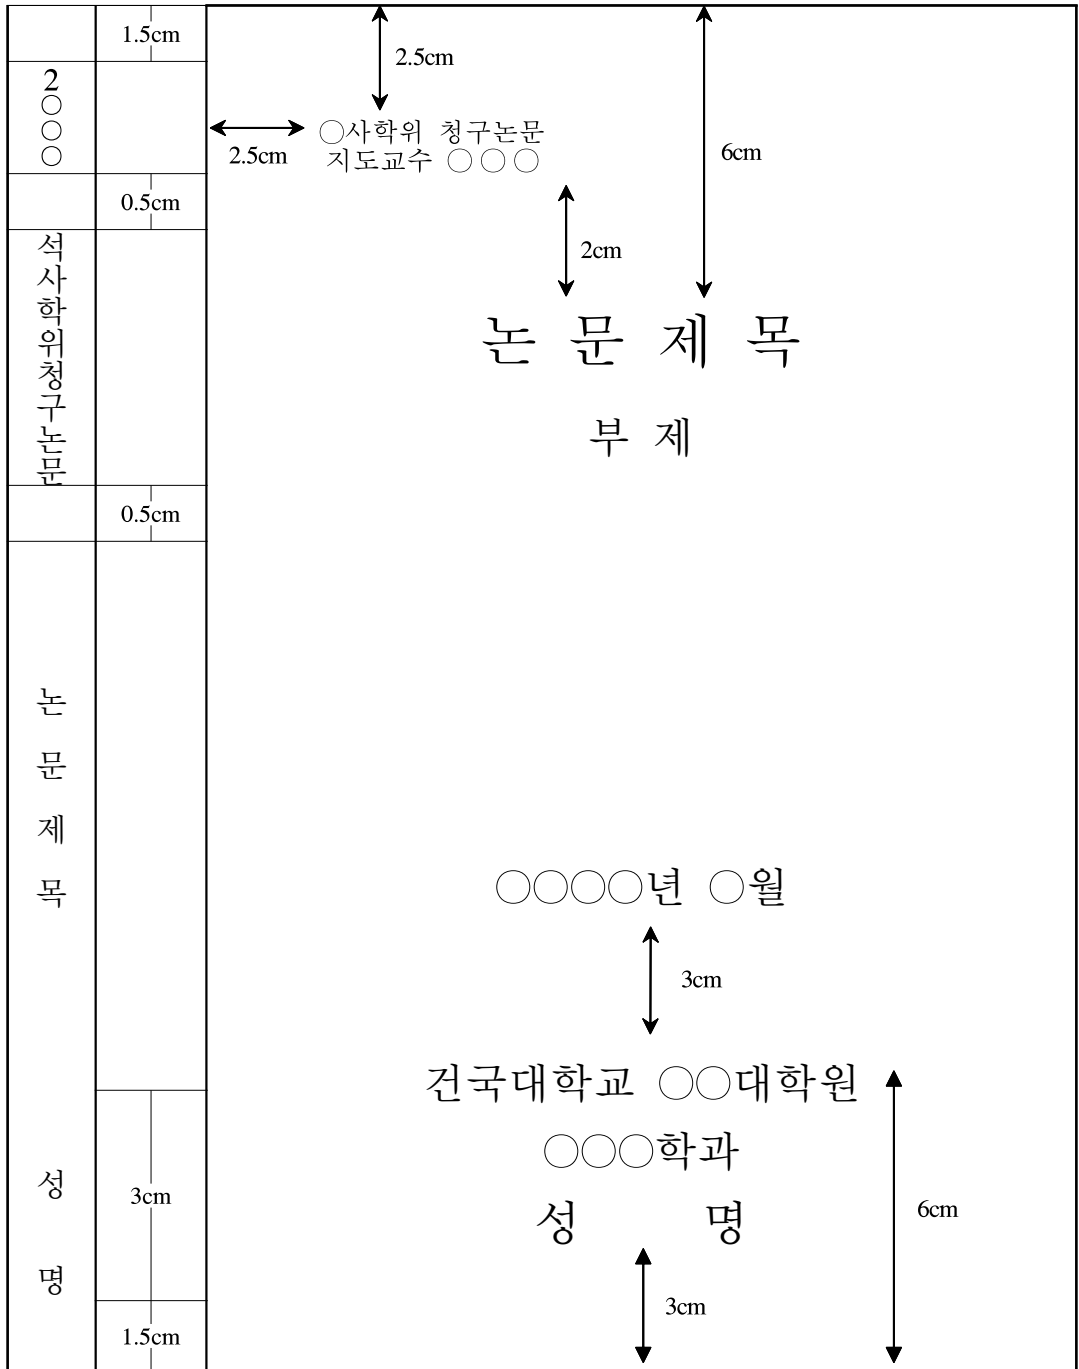 1.5cm
2○○○
0.5cm
석사학위청구논문
0.5cm
논문제목
성명
3cm
1.5cm
2.5cm
2.5cm
○사학위 청구논문
지도교수 ○○○
6cm
2cm
논 문 제 목
부 제
○○○○년 ○월
3cm
건국대학교 ○○대학원
○○○학과
성 명
6cm
3cm